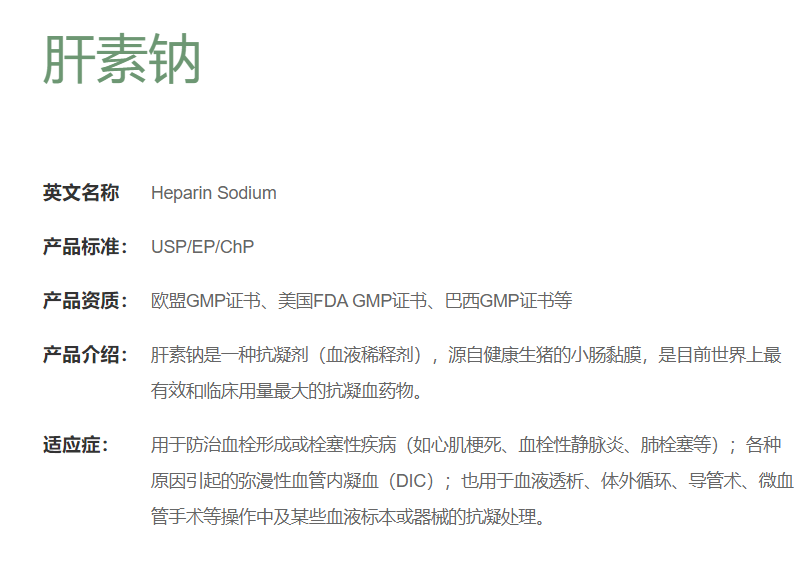 肝素钠
英文名称 Heparin Sodium
产品标准： USP/EP/ChP
产品资质： 欧盟GMP证书、美国FDA GMP证书、巴西GMP证书等
产品介绍： 肝素钠是一种抗凝剂（血液稀释剂），源自健康生猪的小肠黏膜，是目前世界上最
有效和临床用量最大的抗凝血药物。
适应症： 用于防治血栓形成或栓塞性疾病（如心肌梗死、血栓性静脉炎、肺栓塞等）；各种
原因引起的弥漫性血管内凝血（DIC）；也用于血液透析、体外循环、导管术、微血
管手术等操作中及某些血液标本或器械的抗凝处理。